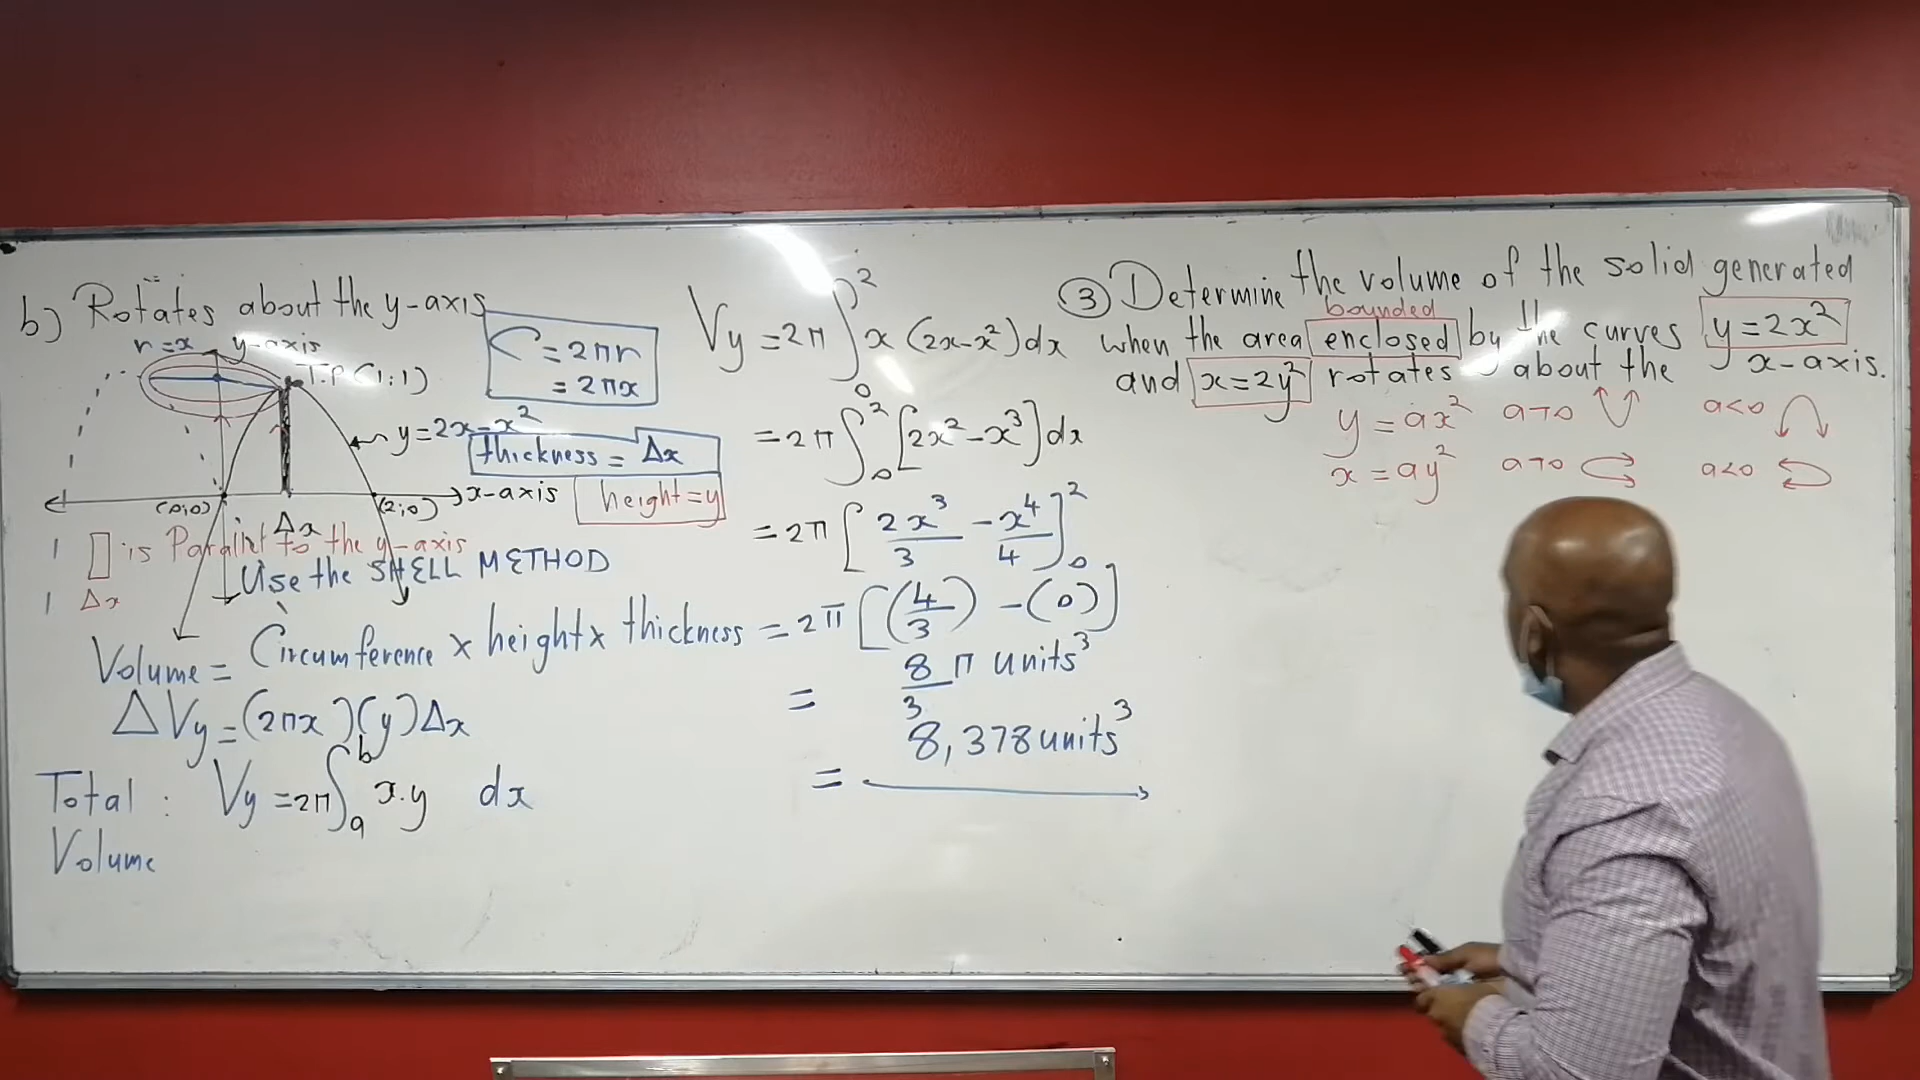 b) Rotates about the y-axis
r = x y-axis
T.P (1;1)
C = 2πr
= 2πx
y = 2x - x²
thickness = Δx
height = y
x-axis
(0;0)
(2;0)
Δx
▯ is Parallel to the y-axis
Δx
Use the SHELL METHOD
Volume = Circumference x height x thickness
ΔVy = (2πx)(y)Δx
Total : Vy = 2π∫ₐᵇ x.y dx
Volume
Vy = 2π∫₀² x(2x-x²)dx
= 2π∫₀² [2x² - x³]dx
= 2π[2x³/3 - x⁴/4]₀²
= 2π[(4/3) - (0)]
= 8/3 π units³
= 8,378 units³
③ Determine the volume of the solid generated
bounded
when the area enclosed by the curves y = 2x²
and x = 2y² rotates about the x-axis.
y = ax² a>0 a<0
x = ay² a>0 a<0